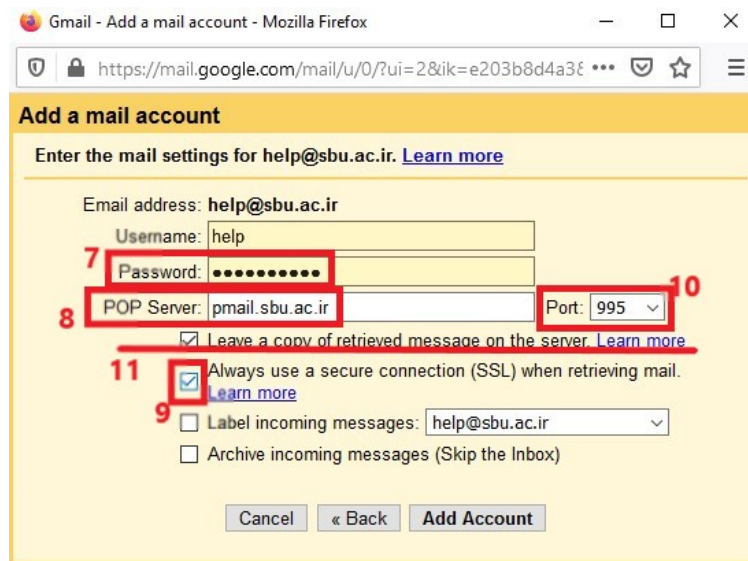 Gmail - Add a mail account - Mozilla Firefox
https://mail.google.com/mail/u/0/?ui=2&ik=e203b8d4a38
Add a mail account
Enter the mail settings for help@sbu.ac.ir. Learn more
Email address: help@sbu.ac.ir
Username: help
7 Password: ●●●●●●●●●●
8 POP Server: pmail.sbu.ac.ir Port: 995 10
Leave a copy of retrieved message on the server. Learn more
11 Always use a secure connection (SSL) when retrieving mail.
Learn more
9 Label incoming messages: help@sbu.ac.ir
Archive incoming messages (Skip the Inbox)
Cancel « Back Add Account